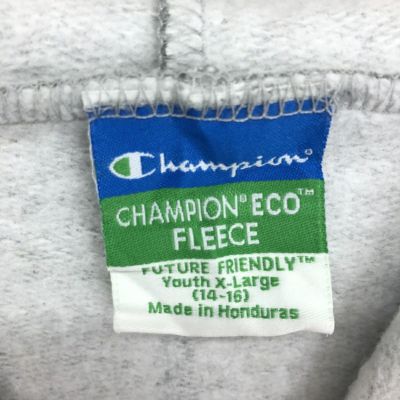 Champion®
CHAMPION® ECO™
FLEECE
FUTURE FRIENDLY™
Youth X-Large
(14-16)
Made in Honduras